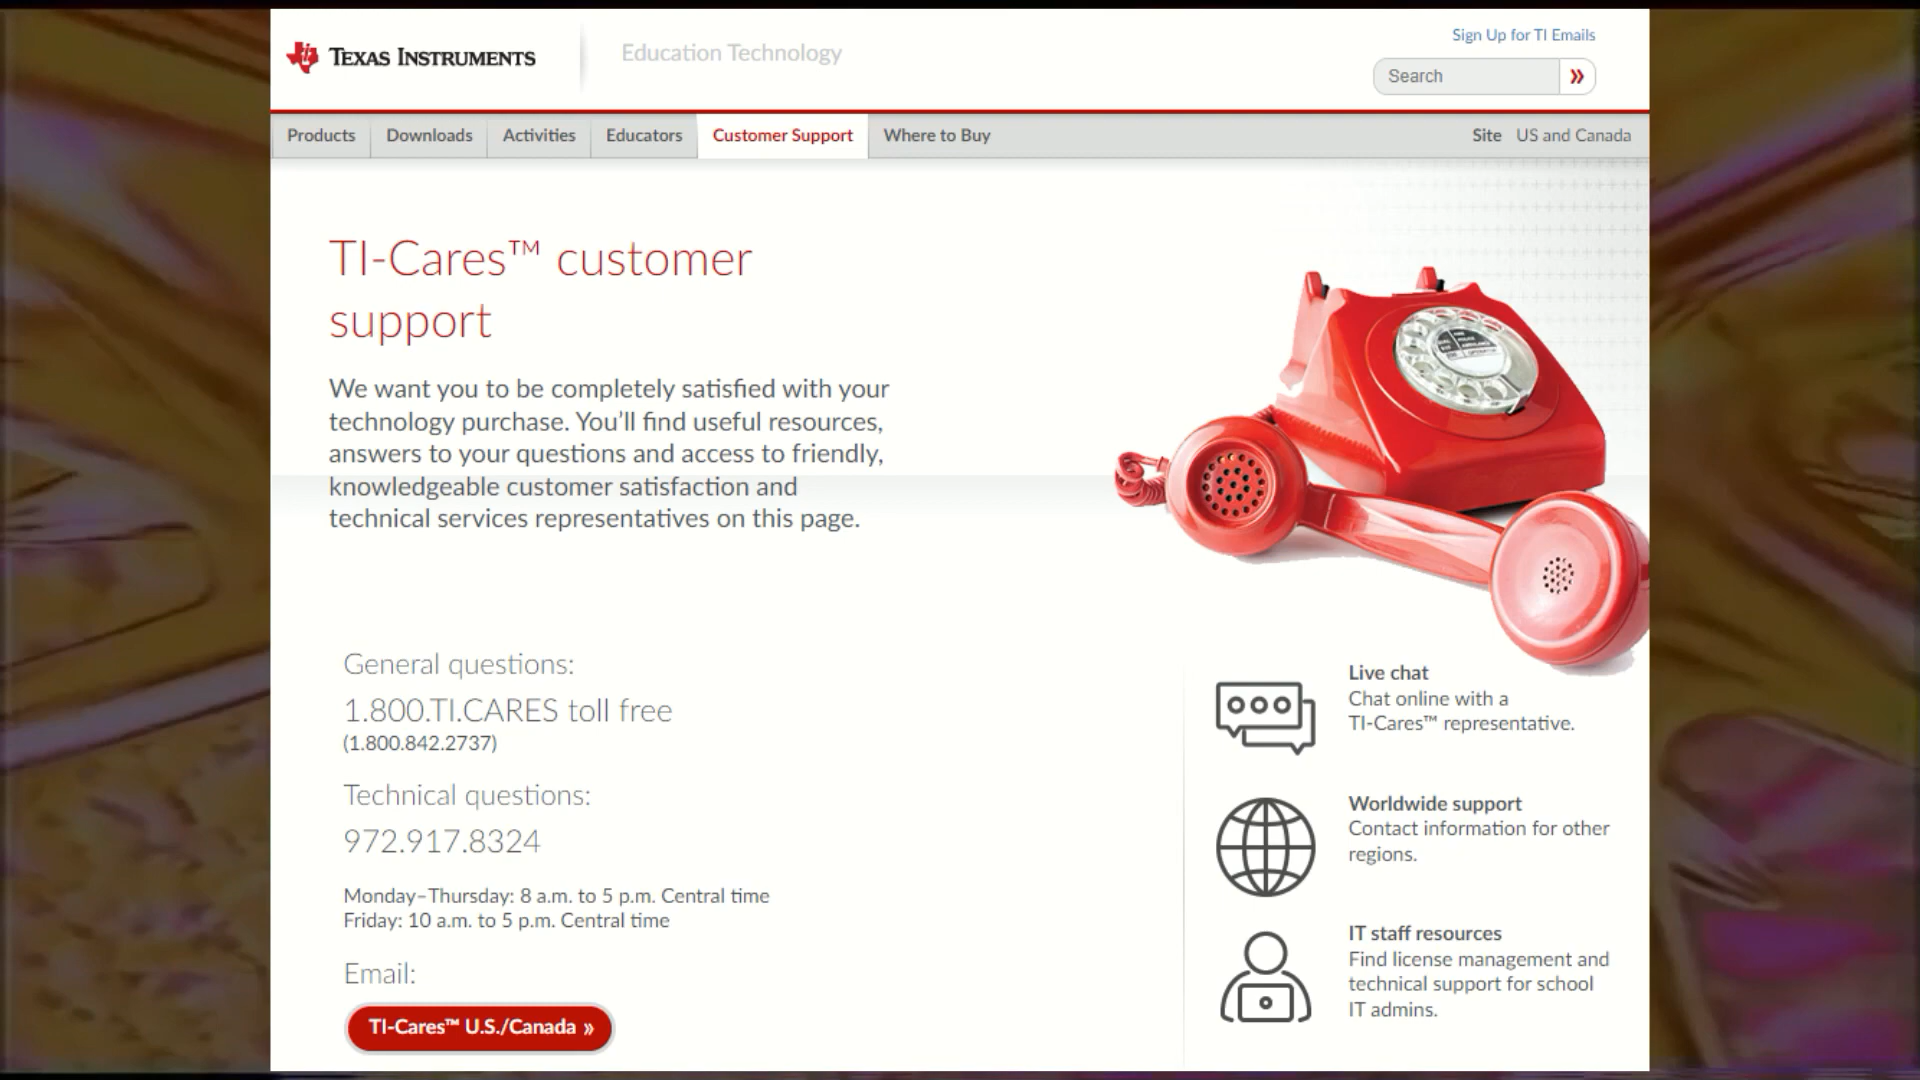 TEXAS INSTRUMENTS
Education Technology
Sign Up for TI Emails
Search »
Products Downloads Activities Educators Customer Support Where to Buy Site US and Canada
TI-Cares™ customer
support
We want you to be completely satisfied with your
technology purchase. You’ll find useful resources,
answers to your questions and access to friendly,
knowledgeable customer satisfaction and
technical services representatives on this page.
General questions:
1.800.TI.CARES toll free
(1.800.842.2737)
Technical questions:
972.917.8324
Monday–Thursday: 8 a.m. to 5 p.m. Central time
Friday: 10 a.m. to 5 p.m. Central time
Email:
TI-Cares™ U.S./Canada »
Live chat
Chat online with a
TI-Cares™ representative.
Worldwide support
Contact information for other
regions.
IT staff resources
Find license management and
technical support for school
IT admins.